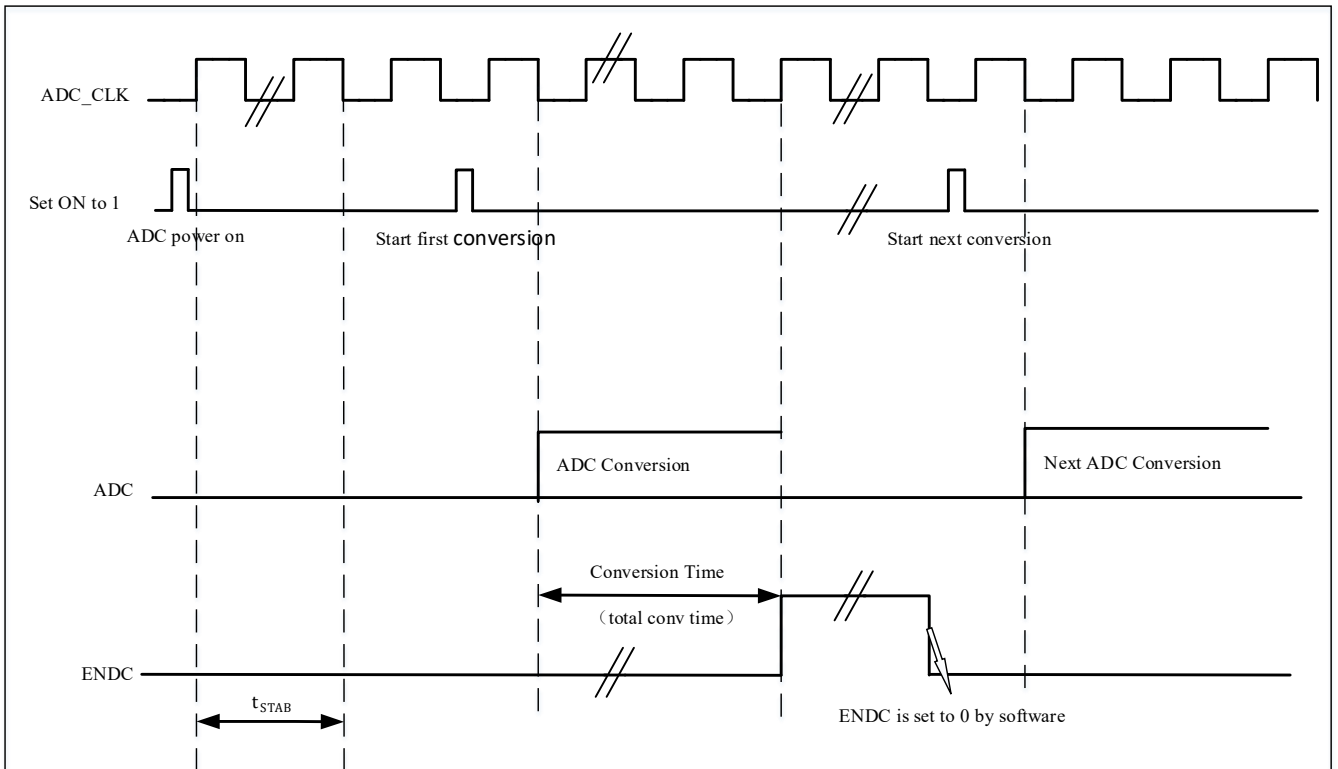 ADC_CLK
Set ON to 1
ADC power on
Start first conversion
Start next conversion
ADC
ADC Conversion
Next ADC Conversion
Conversion Time
（total conv time）
ENDC
tSTAB
ENDC is set to 0 by software